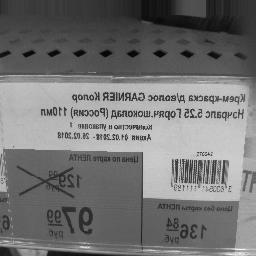 Крем-краска д/волос GARNIER Колор
Нэчралс 5.25 Горяч.шоколад (Россия) 110мл
Количество в упаковке 1
Акция 01.02.2018 - 28.02.2018
Цена по карте ЛЕНТА
129
97 99
руб
Цена без карты ЛЕНТА
136 84
руб